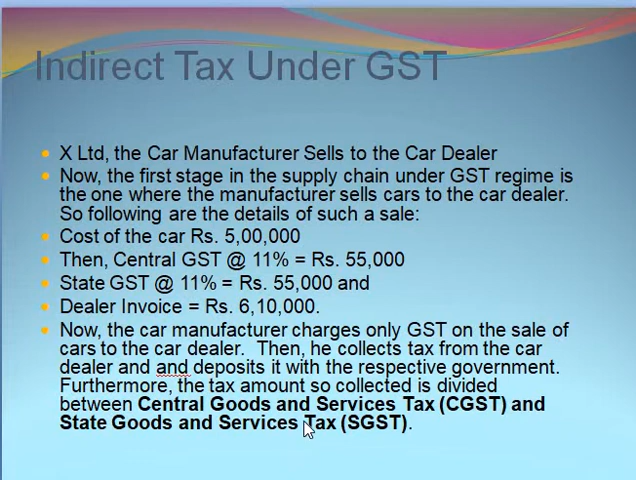 Indirect Tax Under GST
X Ltd, the Car Manufacturer Sells to the Car Dealer
Now, the first stage in the supply chain under GST regime is
the one where the manufacturer sells cars to the car dealer.
So following are the details of such a sale:
Cost of the car Rs. 5,00,000
Then, Central GST @ 11% = Rs. 55,000
State GST @ 11% = Rs. 55,000 and
Dealer Invoice = Rs. 6,10,000.
Now, the car manufacturer charges only GST on the sale of
cars to the car dealer. Then, he collects tax from the car
dealer and and deposits it with the respective government.
Furthermore, the tax amount so collected is divided
between Central Goods and Services Tax (CGST) and
State Goods and Services Tax (SGST).